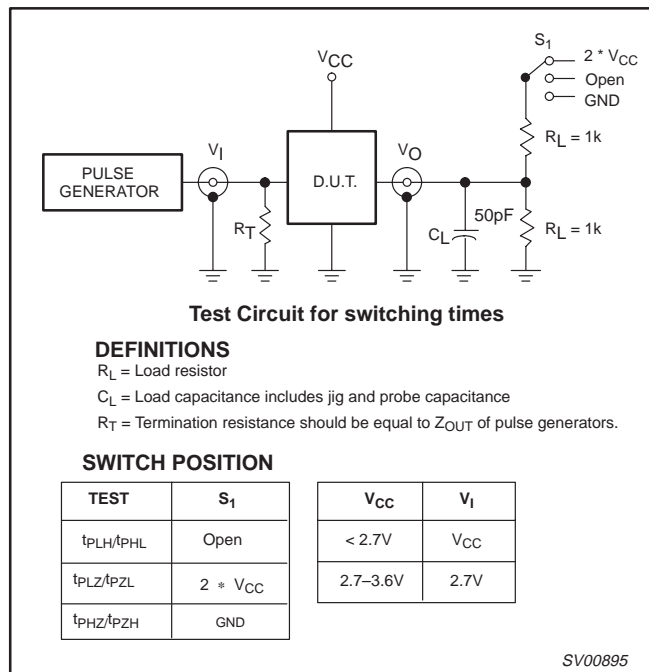 S1
2 * VCC
Open
GND
VCC
RL = 1k
VI
VO
PULSE
GENERATOR
D.U.T.
50pF
RT
CL
RL = 1k
Test Circuit for switching times
DEFINITIONS
RL = Load resistor
CL = Load capacitance includes jig and probe capacitance
RT = Termination resistance should be equal to ZOUT of pulse generators.
SWITCH POSITION
TEST S1
tPLH/tPHL Open
tPLZ/tPZL 2 * VCC
tPHZ/tPZH GND
VCC VI
< 2.7V VCC
2.7–3.6V 2.7V
SV00895